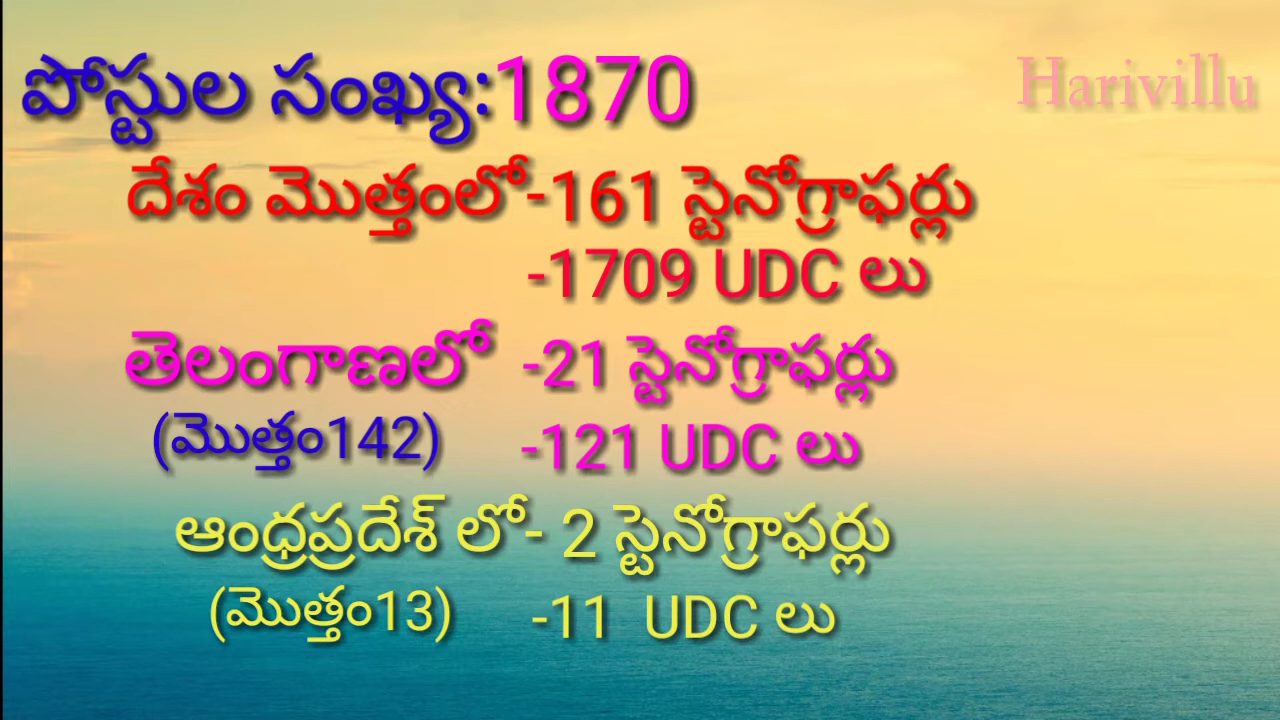 పోస్టుల సంఖ్య:1870
Harivillu
దేశం మొత్తంలో-161 స్టెనోగ్రాఫర్లు
-1709 UDC లు
తెలంగాణలో -21 స్టెనోగ్రాఫర్లు
(మొత్తం142) -121 UDC లు
ఆంధ్రప్రదేశ్ లో- 2 స్టెనోగ్రాఫర్లు
(మొత్తం13) -11 UDC లు